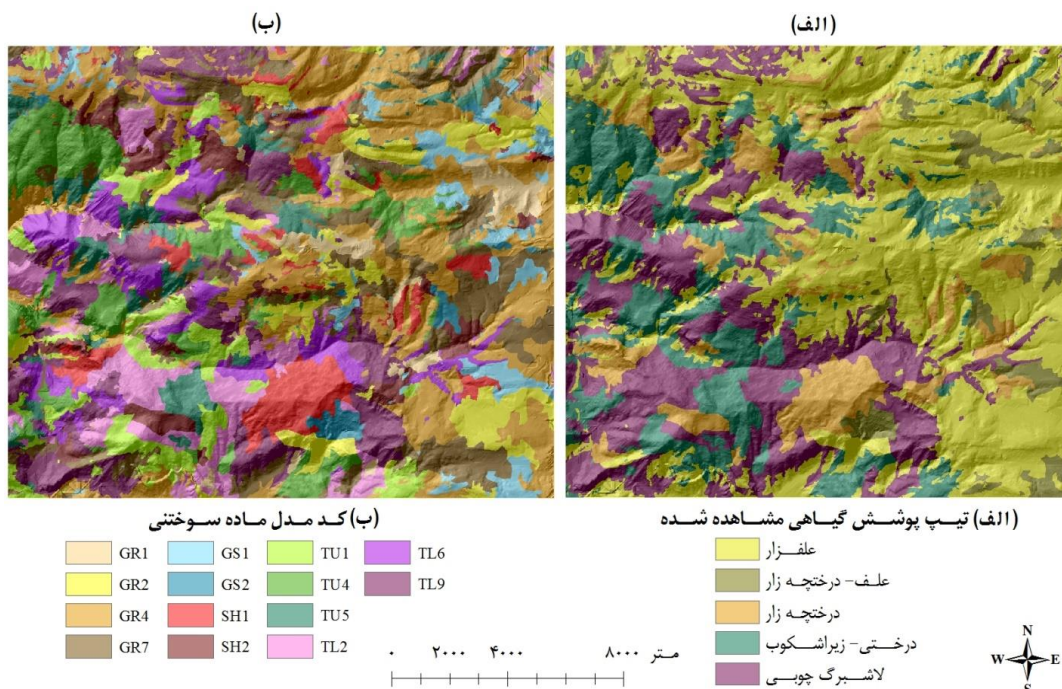 (الف)
(ب)
(الف) تیپ پوشش گیاهی مشاهده شده
علفزار
علف- درختچه زار
درختچه زار
درختی- زیراشکوب
لاشبرگ چوبی
(ب) کد مدل ماده سوختنی
GR1 GS1 TU1 TL6
GR2 GS2 TU4 TL9
GR4 SH1 TU5
GR7 SH2 TL2
۰ ۲۰۰۰ ۴۰۰۰ ۸۰۰۰ متر
N
W E
S